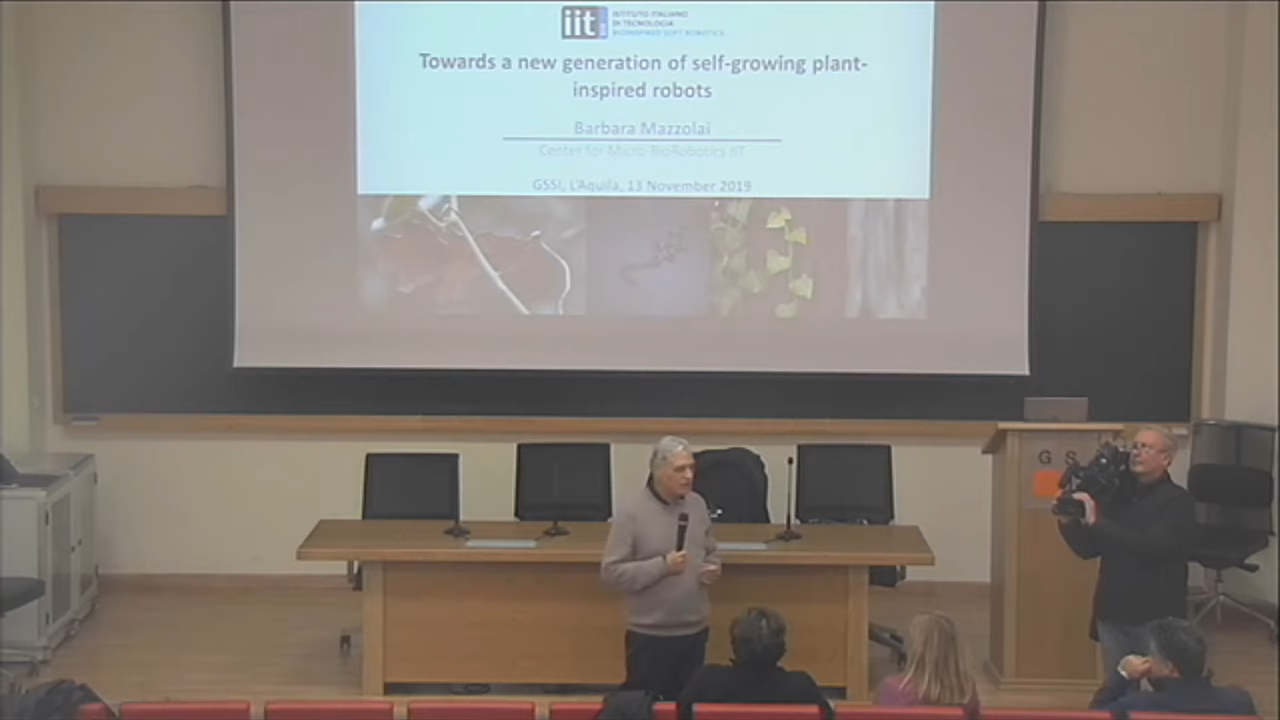 iit
ISTITUTO ITALIANO
DI TECNOLOGIA
BIOINSPIRED SOFT ROBOTICS
Towards a new generation of self-growing plant-
inspired robots
Barbara Mazzolai
Center for Micro-BioRobotics IIT
GSSI, L'Aquila, 13 November 2019
G S